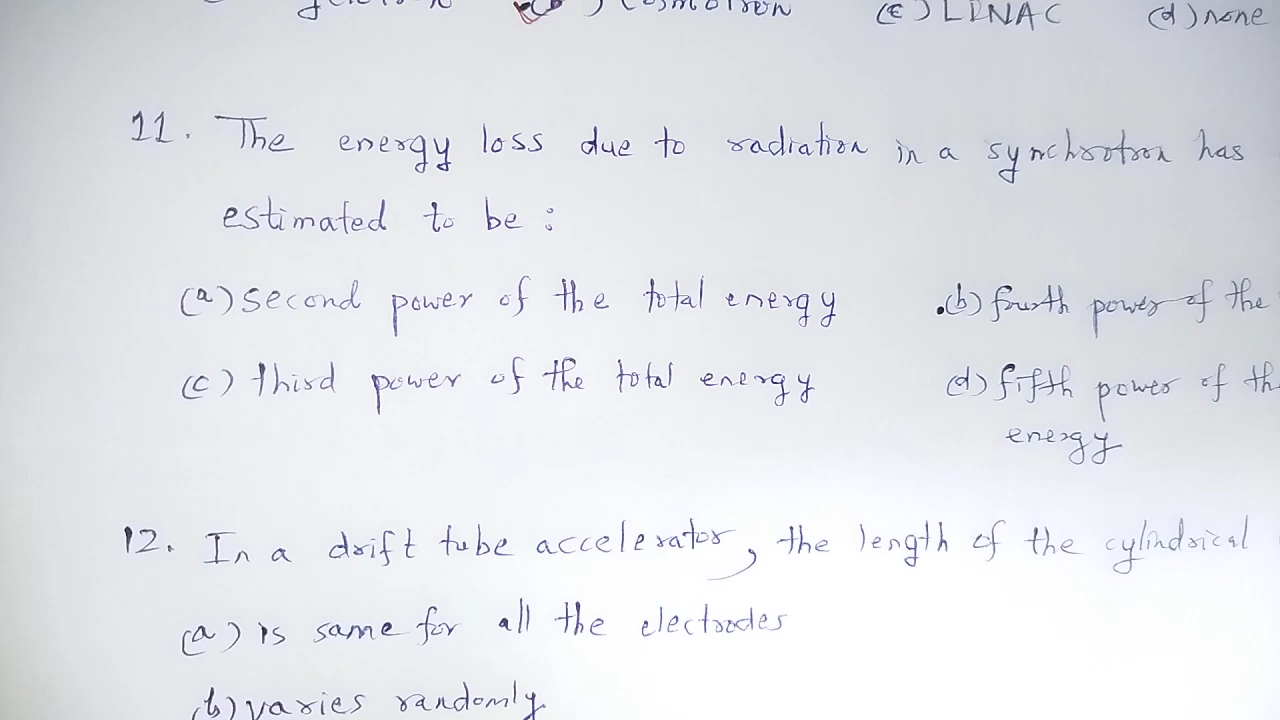 (c) LINAC (d) none
11. The energy loss due to radiation in a synchrotron has
estimated to be :
(a) second power of the total energy .(b) fourth power of the
(c) third power of the total energy (d) fifth power of th
energy
12. In a drift tube accelerator, the length of the cylindrical
(a) is same for all the electrodes
(b) varies randomly